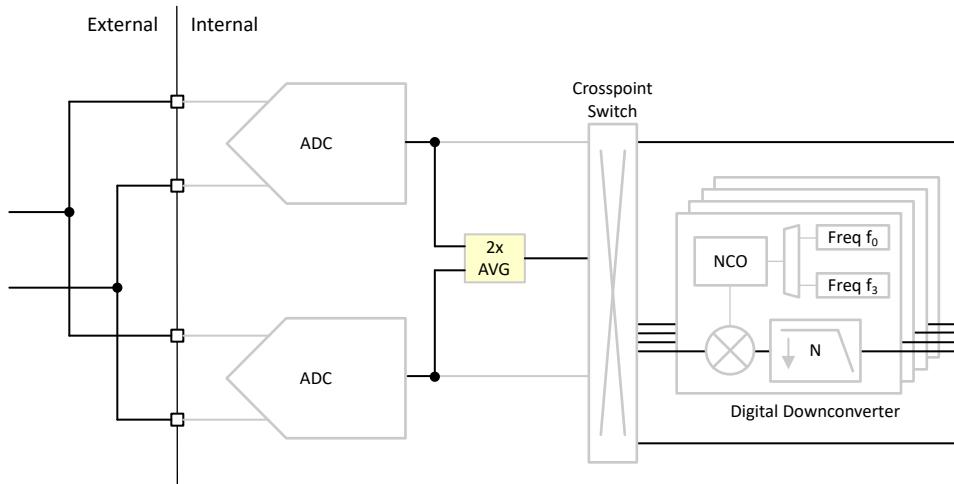 External
Internal
Crosspoint
Switch
ADC
2x
AVG
NCO
Freq f0
Freq f3
N
ADC
Digital Downconverter